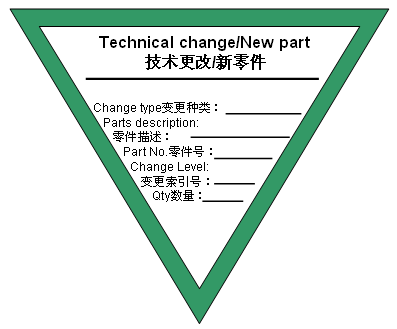 Technical change/New part
技术更改/新零件
Change type变更种类：
Parts description:
零件描述：
Part No.零件号：
Change Level:
变更索引号：
Qty数量：